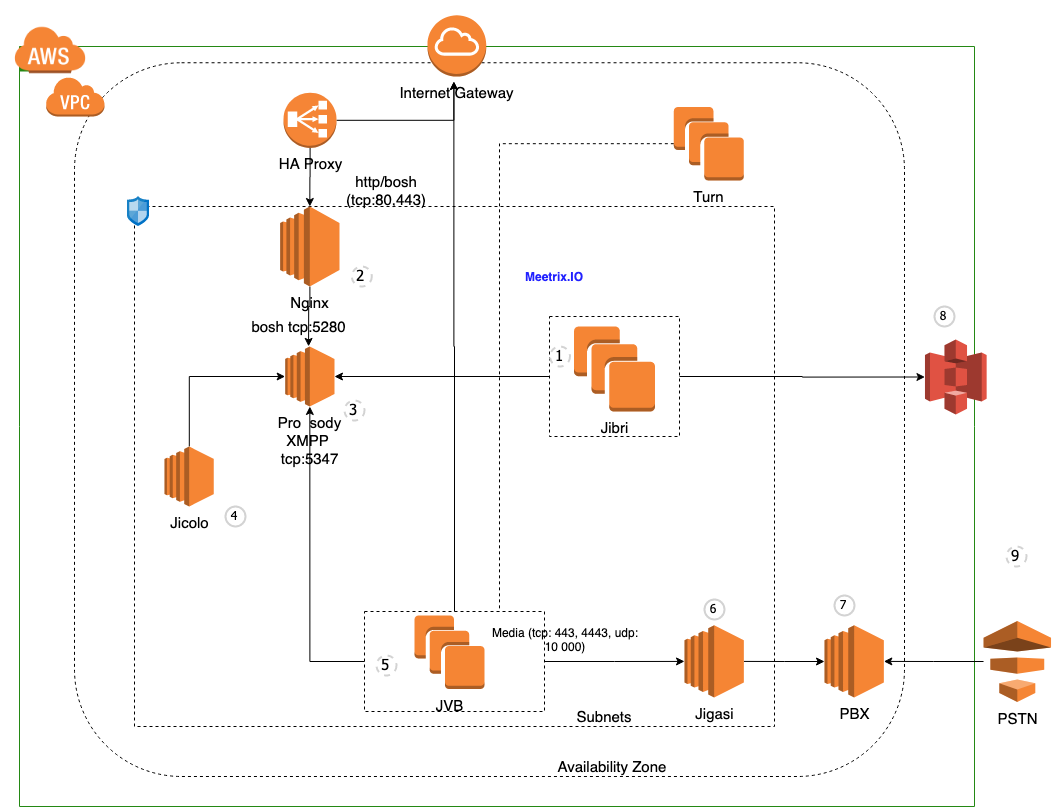 AWS
VPC
Internet Gateway
HA Proxy
http/bosh
(tcp:80,443)
Turn
2
Meetrix.IO
Nginx
bosh tcp:5280
8
1
3
Pro sody
XMPP
tcp:5347
Jibri
4
Jicolo
9
6
7
Media (tcp: 443, 4443, udp:
10 000)
5
JVB
Subnets
Jigasi
PBX
PSTN
Availability Zone